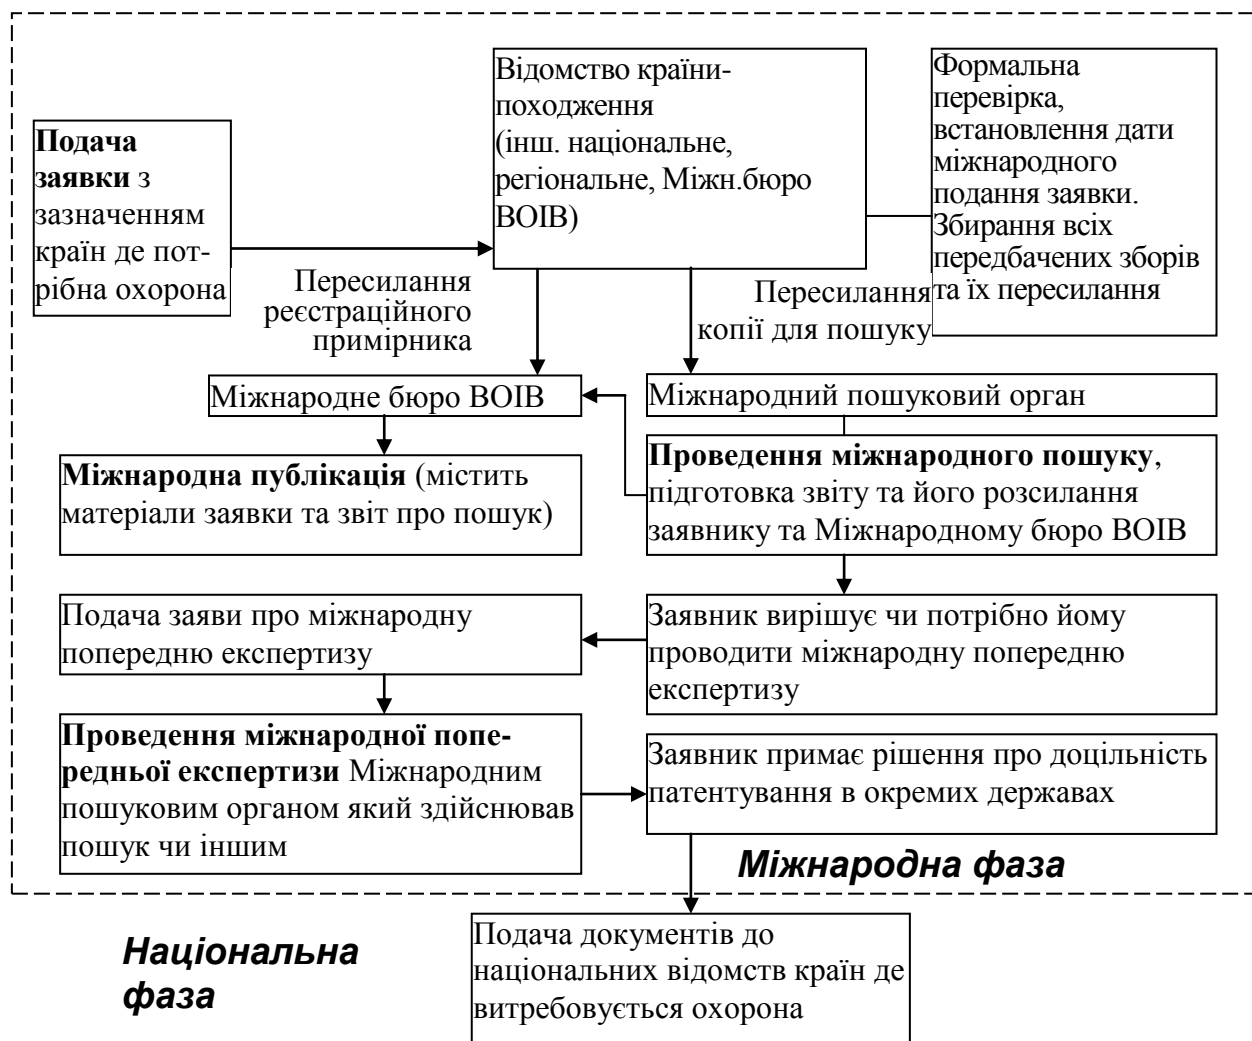 Подача
заявки з
зазначенням
країн де пот-
рібна охорона
Відомство країни-
походження
(інш. національне,
регіональне, Міжн.бюро
ВОІВ)
Формальна
перевірка,
встановлення дати
міжнародного
подання заявки.
Збирання всіх
передбачених зборів
та їх пересилання
Пересилання
реєстраційного
примірника
Пересилання
копії для пошуку
Міжнародне бюро ВОІВ
Міжнародний пошуковий орган
Міжнародна публікація (містить
матеріали заявки та звіт про пошук)
Проведення міжнародного пошуку,
підготовка звіту та його розсилання
заявнику та Міжнародному бюро ВОІВ
Подача заяви про міжнародну
попередню експертизу
Заявник вирішує чи потрібно йому
проводити міжнародну попередню
експертизу
Проведення міжнародної попе-
редньої експертизи Міжнародним
пошуковим органом який здійснював
пошук чи іншим
Заявник примає рішення про доцільність
патентування в окремих державах
Міжнародна фаза
Національна
фаза
Подача документів до
національних відомств країн де
витребовується охорона